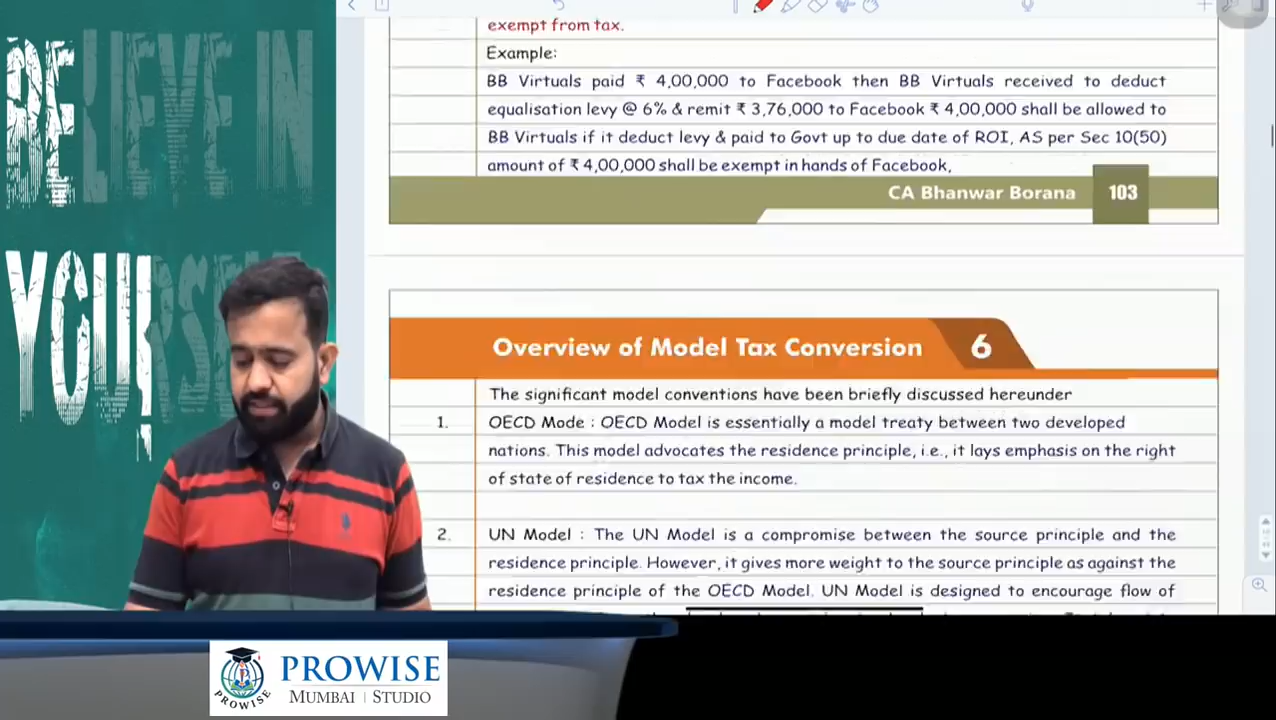 BELIEVE IN
exempt from tax.
Example:
BB Virtuals paid ₹ 4,00,000 to Facebook then BB Virtuals received to deduct
equalisation levy @ 6% & remit ₹ 3,76,000 to Facebook ₹ 4,00,000 shall be allowed to
BB Virtuals if it deduct levy & paid to Govt up to due date of ROI, AS per Sec 10(50)
amount of ₹ 4,00,000 shall be exempt in hands of Facebook,
CA Bhanwar Borana 103
Overview of Model Tax Conversion 6
The significant model conventions have been briefly discussed hereunder
1. OECD Mode : OECD Model is essentially a model treaty between two developed
nations. This model advocates the residence principle, i.e., it lays emphasis on the right
of state of residence to tax the income.
2. UN Model : The UN Model is a compromise between the source principle and the
residence principle. However, it gives more weight to the source principle as against the
residence principle of the OECD Model. UN Model is designed to encourage flow of
PROWISE
PROWISE
MUMBAI | STUDIO